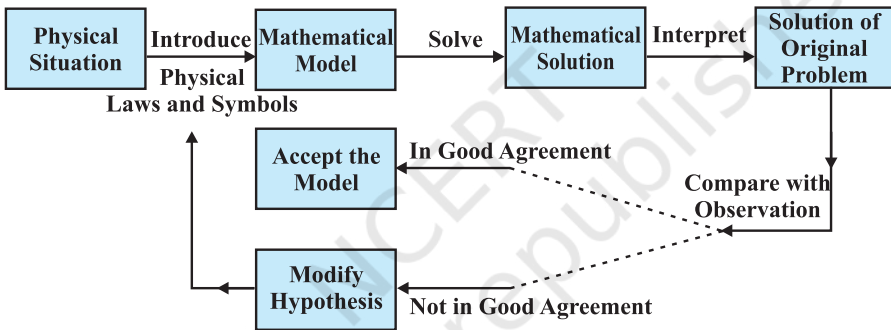 Physical
Situation
Introduce
Physical
Laws and Symbols
Mathematical
Model
Solve
Mathematical
Solution
Interpret
Solution of
Original
Problem
Compare with
Observation
In Good Agreement
Accept the
Model
Not in Good Agreement
Modify
Hypothesis
NCERT